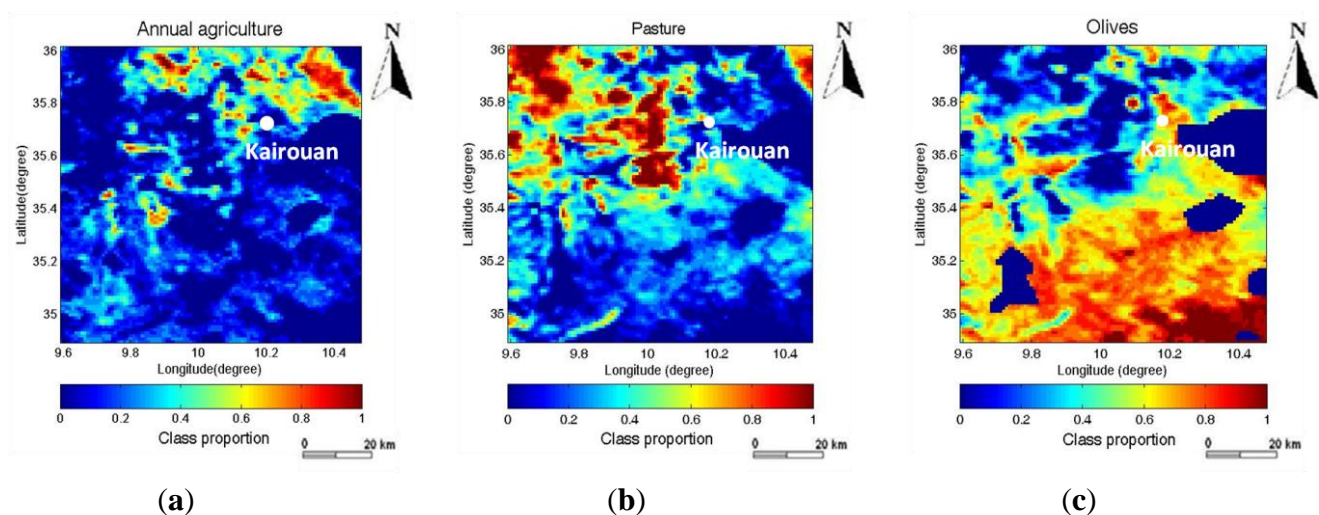 Annual agriculture
N
36
35.8
35.6
35.4
35.2
35
Latitude(degree)
Kairouan
9.6 9.8 10 10.2 10.4
Longitude(degree)
0 0.2 0.4 0.6 0.8 1
Class proportion
0 20 km
(a)
Pasture
N
36
35.8
35.6
35.4
35.2
35
Latitude (degree)
Kairouan
9.6 9.8 10 10.2 10.4
Longitude (degree)
0 0.2 0.4 0.6 0.8 1
Class proportion
0 20 km
(b)
Olives
N
36
35.8
35.6
35.4
35.2
35
Latitude (degree)
Kairouan
9.6 9.8 10 10.2 10.4
Longitude (degree)
0 0.2 0.4 0.6 0.8 1
Class proportion
0 20 km
(c)